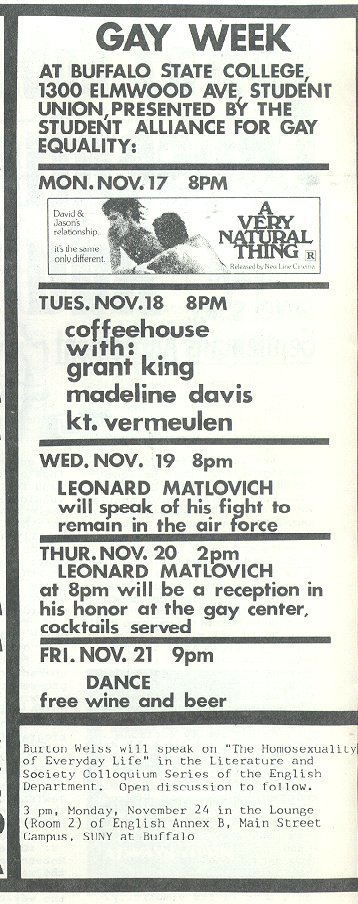 GAY WEEK
AT BUFFALO STATE COLLEGE,
1300 ELMWOOD AVE, STUDENT
UNION, PRESENTED BY THE
STUDENT ALLIANCE FOR GAY
EQUALITY:
MON. NOV. 17 8PM
David &
Jason's
relationship.
it's the same
only different.
A
VERY
NATURAL
THING R
Released by New Line Cinema
TUES. NOV. 18 8PM
coffeehouse
with:
grant king
madeline davis
kt. vermeulen
WED. NOV. 19 8pm
LEONARD MATLOVICH
will speak of his fight to
remain in the air force
THUR. NOV. 20 2pm
LEONARD MATLOVICH
at 8pm will be a reception in
his honor at the gay center,
cocktails served
FRI. NOV. 21 9pm
DANCE
free wine and beer
Burton Weiss will speak on "The Homosexuality
of Everyday Life" in the Literature and
Society Colloquium Series of the English
Department. Open discussion to follow.
3 pm, Monday, November 24 in the Lounge
(Room 2) of English Annex B, Main Street
Campus, SUNY at Buffalo